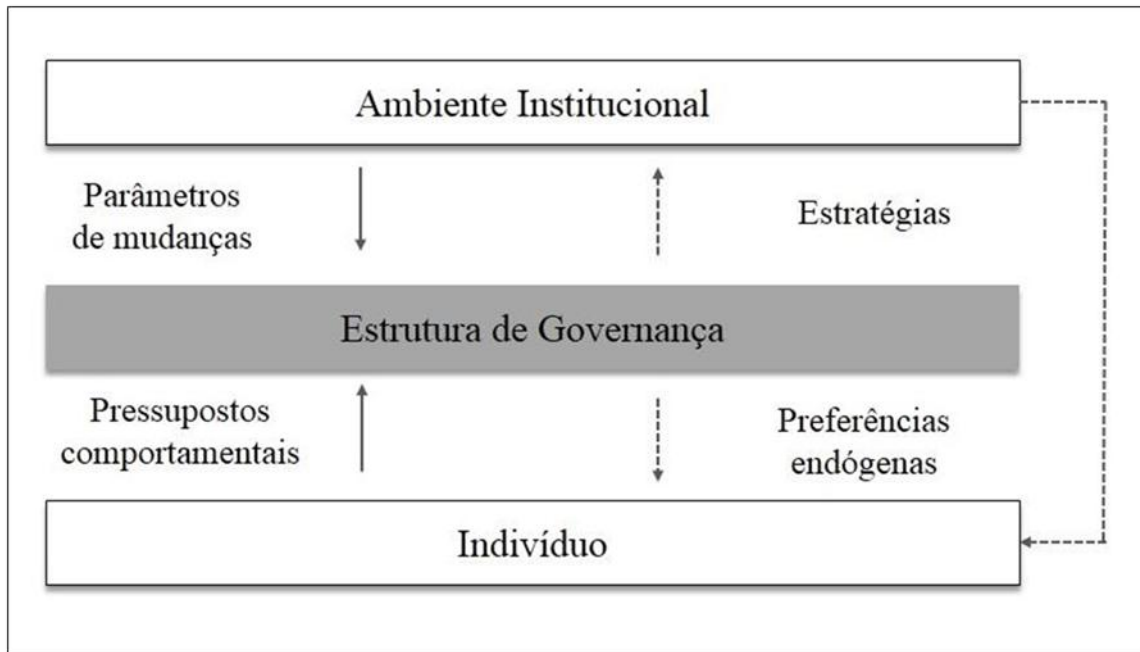 Ambiente Institucional
Parâmetros
de mudanças
Estratégias
Estrutura de Governança
Pressupostos
comportamentais
Preferências
endógenas
Indivíduo